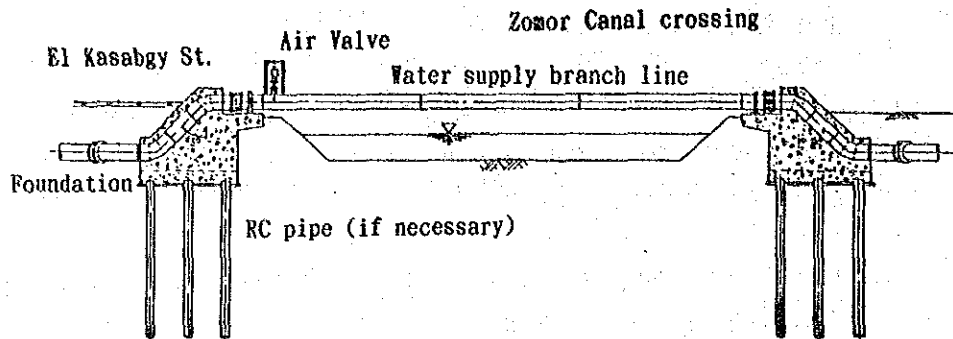 Zomor Canal crossing
Air Valve
El Kasabgy St.
Water supply branch line
Foundation
RC pipe (if necessary)